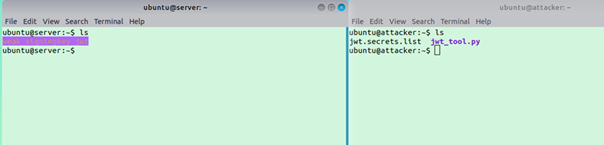 ubuntu@server: ~
File Edit View Search Terminal Help
ubuntu@server:~$ ls
ubuntu@server:~$
ubuntu@attacker: ~
File Edit View Search Terminal Help
ubuntu@attacker:~$ ls
jwt.secrets.list jwt_tool.py
ubuntu@attacker:~$